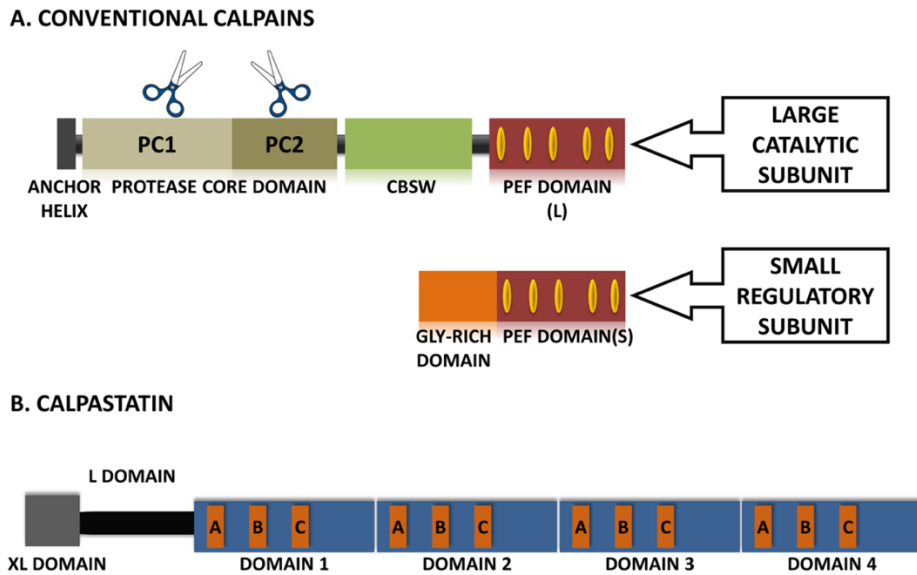 A. CONVENTIONAL CALPAINS
PC1
PC2
ANCHOR
HELIX
PROTEASE CORE DOMAIN
CBSW
PEF DOMAIN
(L)
LARGE
CATALYTIC
SUBUNIT
GLY-RICH
DOMAIN
PEF DOMAIN(S)
SMALL
REGULATORY
SUBUNIT
B. CALPASTATIN
XL DOMAIN
L DOMAIN
A B C
DOMAIN 1
A B C
DOMAIN 2
A B C
DOMAIN 3
A B C
DOMAIN 4